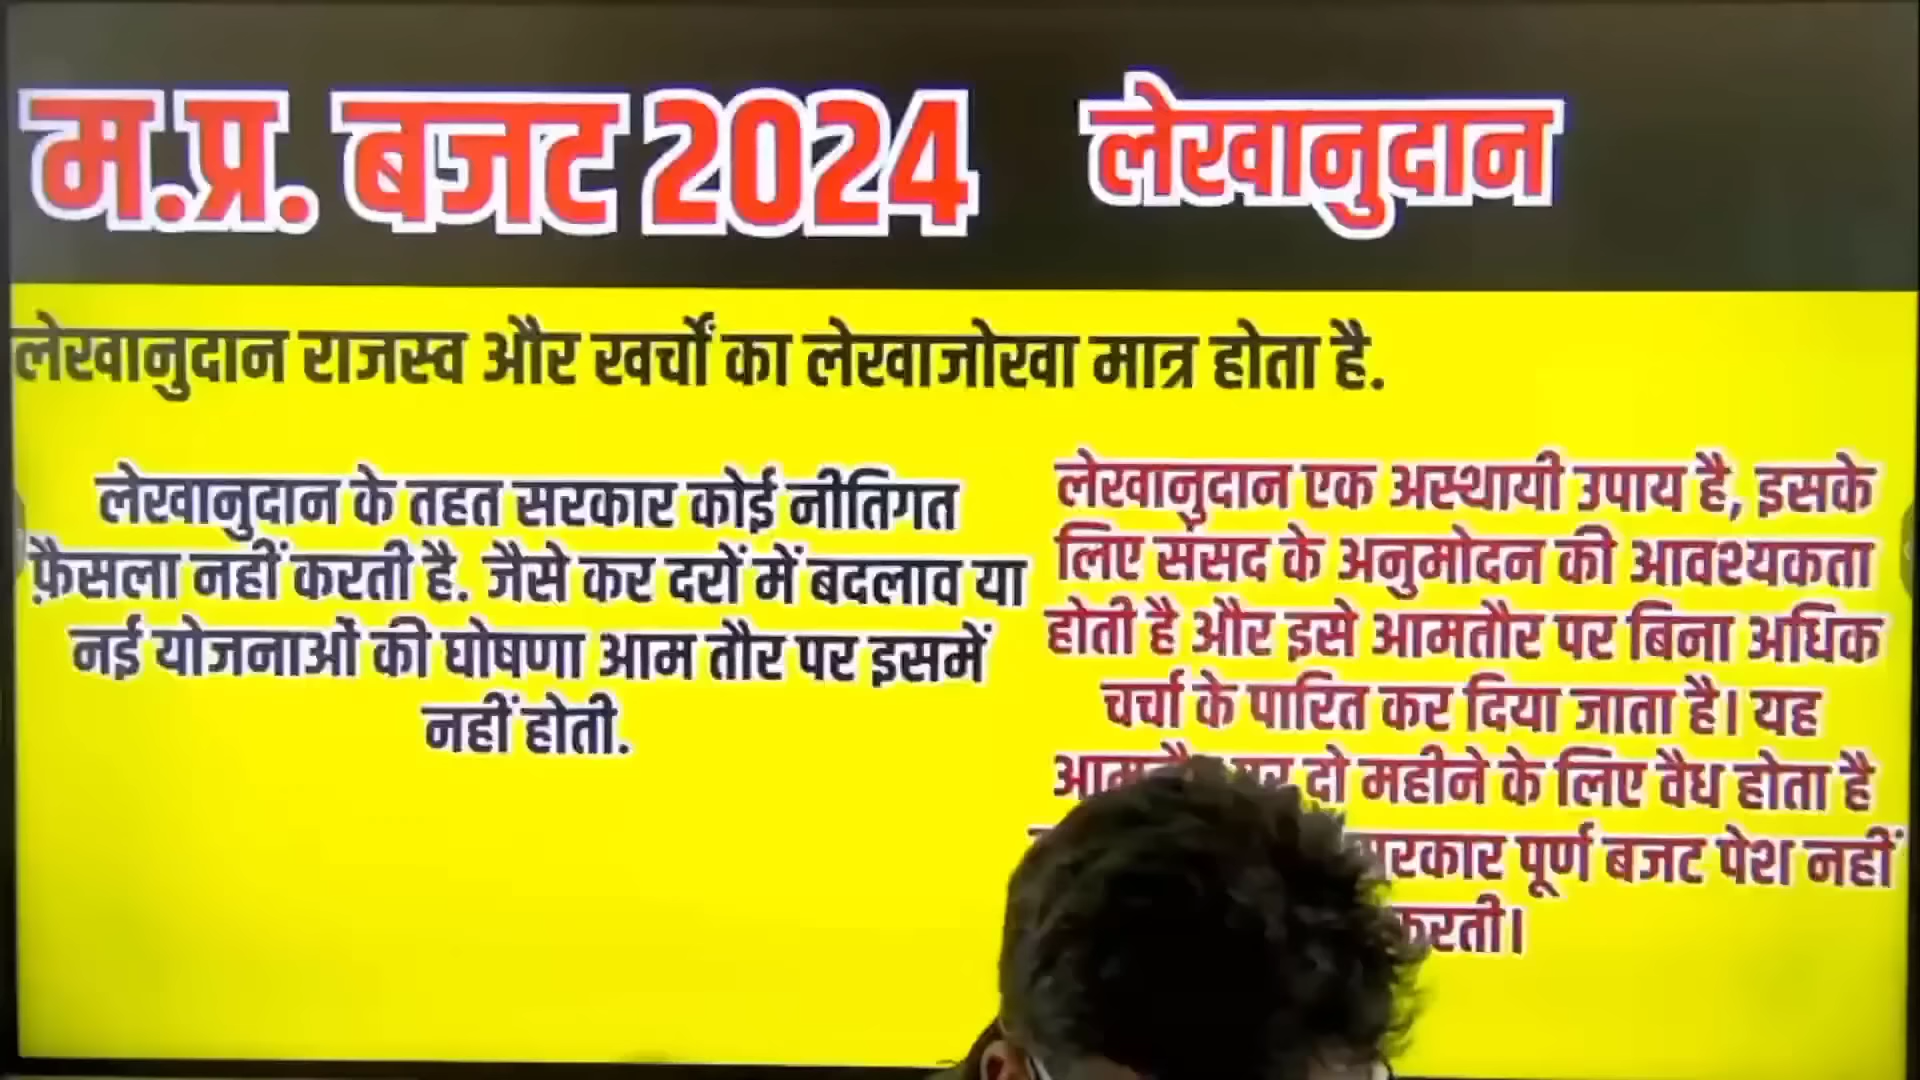 म.प्र. बजट 2024 लेखानुदान
लेखानुदान राजस्व और खर्चों का लेखाजोखा मात्र होता है.
लेखानुदान के तहत सरकार कोई नीतिगत
फ़ैसला नहीं करती है. जैसे कर दरों में बदलाव या
नई योजनाओं की घोषणा आम तौर पर इसमें
नहीं होती.
लेखानुदान एक अस्थायी उपाय है, इसके
लिए संसद के अनुमोदन की आवश्यकता
होती है और इसे आमतौर पर बिना अधिक
चर्चा के पारित कर दिया जाता है। यह
दो महीने के लिए वैध होता है
सरकार पूर्ण बजट पेश नहीं
करती।